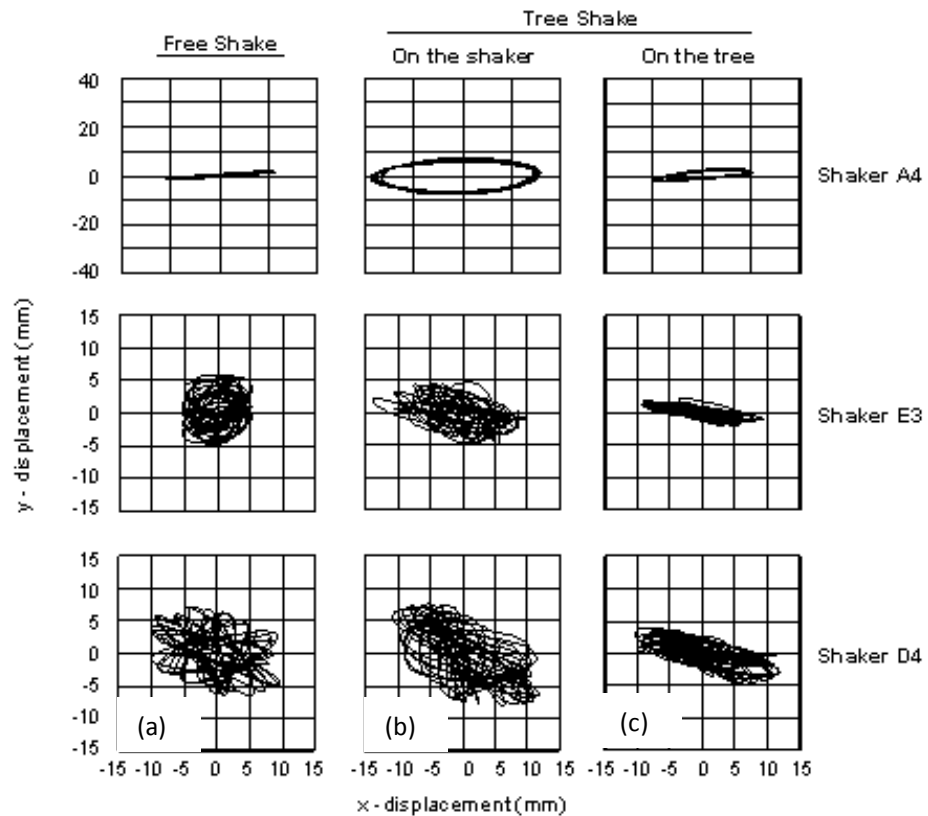 Tree Shake
Free Shake
On the shaker
On the tree
40
20
0
-20
-40
Shaker A4
y - displacement (mm)
15
10
5
0
-5
-10
-15
Shaker E3
15
10
5
0
-5
-10
-15
Shaker D4
(a)
(b)
(c)
-15 -10 -5 0 5 10 15
-15 -10 -5 0 5 10 15
-15 -10 -5 0 5 10 15
x - displacement (mm)